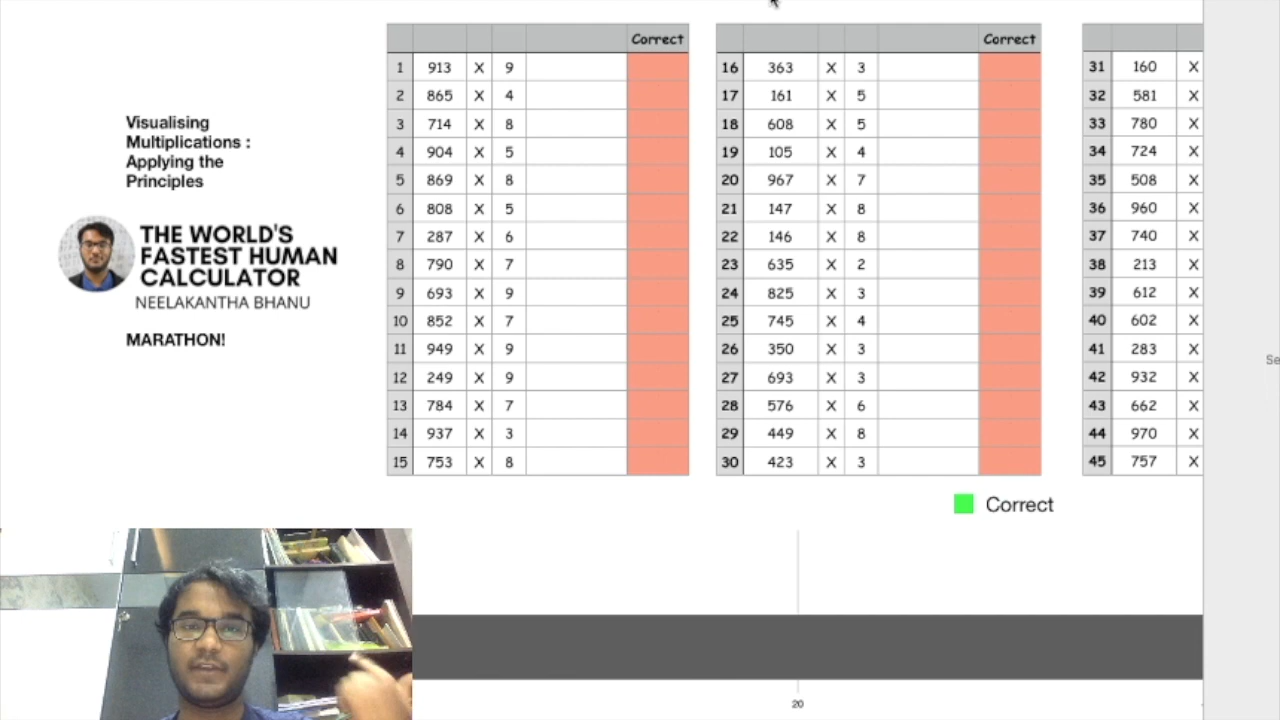 Visualising
Multiplications :
Applying the
Principles
THE WORLD'S
FASTEST HUMAN
CALCULATOR
NEELAKANTHA BHANU
MARATHON!
Correct
1 913 X 9
2 865 X 4
3 714 X 8
4 904 X 5
5 869 X 8
6 808 X 5
7 287 X 6
8 790 X 7
9 693 X 9
10 852 X 7
11 949 X 9
12 249 X 9
13 784 X 7
14 937 X 3
15 753 X 8
Correct
16 363 X 3
17 161 X 5
18 608 X 5
19 105 X 4
20 967 X 7
21 147 X 8
22 146 X 8
23 635 X 2
24 825 X 3
25 745 X 4
26 350 X 3
27 693 X 3
28 576 X 6
29 449 X 8
30 423 X 3
31 160 X
32 581 X
33 780 X
34 724 X
35 508 X
36 960 X
37 740 X
38 213 X
39 612 X
40 602 X
41 283 X
42 932 X
43 662 X
44 970 X
45 757 X
Correct
20
Se